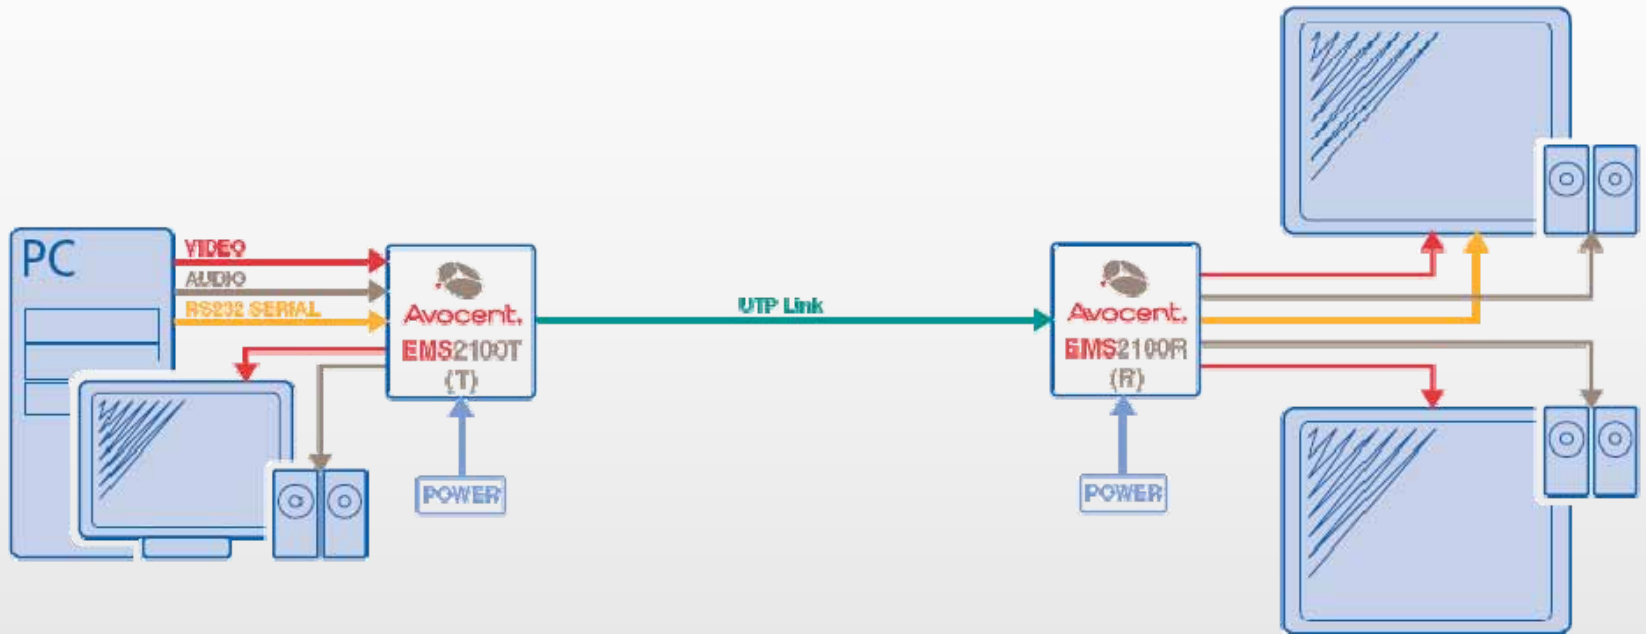 PC
VIDEO
AUDIO
RS232 SERIAL
Avocent.
EMS2100T
(T)
POWER
UTP Link
Avocent.
EMS2100R
(R)
POWER